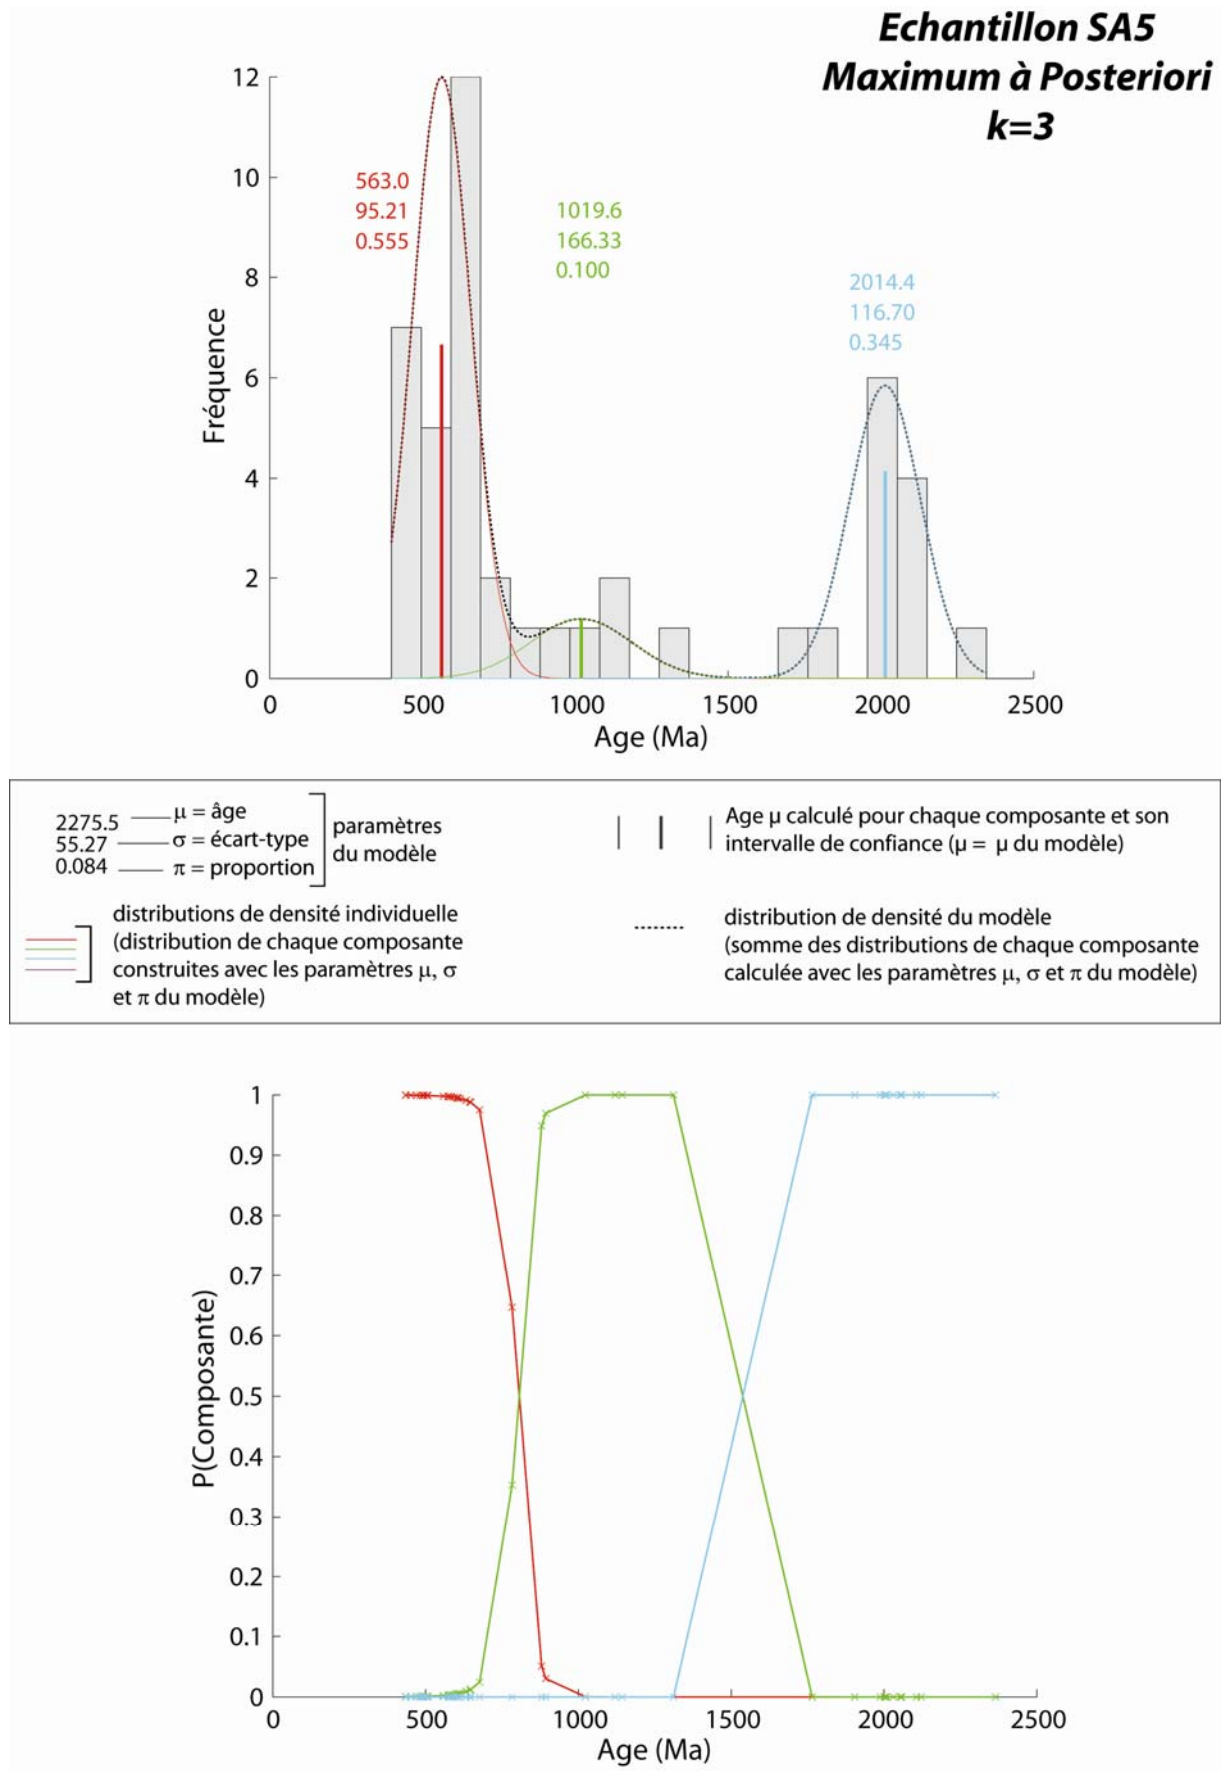 Echantillon SA5
Maximum à Posteriori
k=3
12
10
8
6
4
2
0
Fréquence
563.0
95.21
0.555
1019.6
166.33
0.100
2014.4
116.70
0.345
0
500
1000
1500
2000
2500
Age (Ma)
2275.5
55.27
0.084
μ = âge
σ = écart-type
π = proportion
paramètres
du modèle
Age μ calculé pour chaque composante et son
intervalle de confiance (μ = μ du modèle)
distributions de densité individuelle
(distribution de chaque composante
construites avec les paramètres μ, σ
et π du modèle)
distribution de densité du modèle
(somme des distributions de chaque composante
calculée avec les paramètres μ, σ et π du modèle)
1
0.9
0.8
0.7
0.6
0.5
0.4
0.3
0.2
0.1
0
P(Composante)
0
500
1000
1500
2000
2500
Age (Ma)